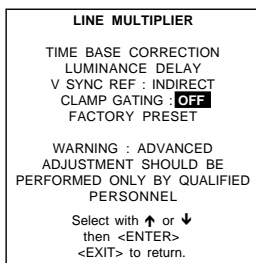 LINE MULTIPLIER
TIME BASE CORRECTION
LUMINANCE DELAY
V SYNC REF : INDIRECT
CLAMP GATING : OFF
FACTORY PRESET
WARNING : ADVANCED
ADJUSTMENT SHOULD BE
PERFORMED ONLY BY QUALIFIED
PERSONNEL
Select with ↑ or ↓
then <ENTER>
<EXIT> to return.